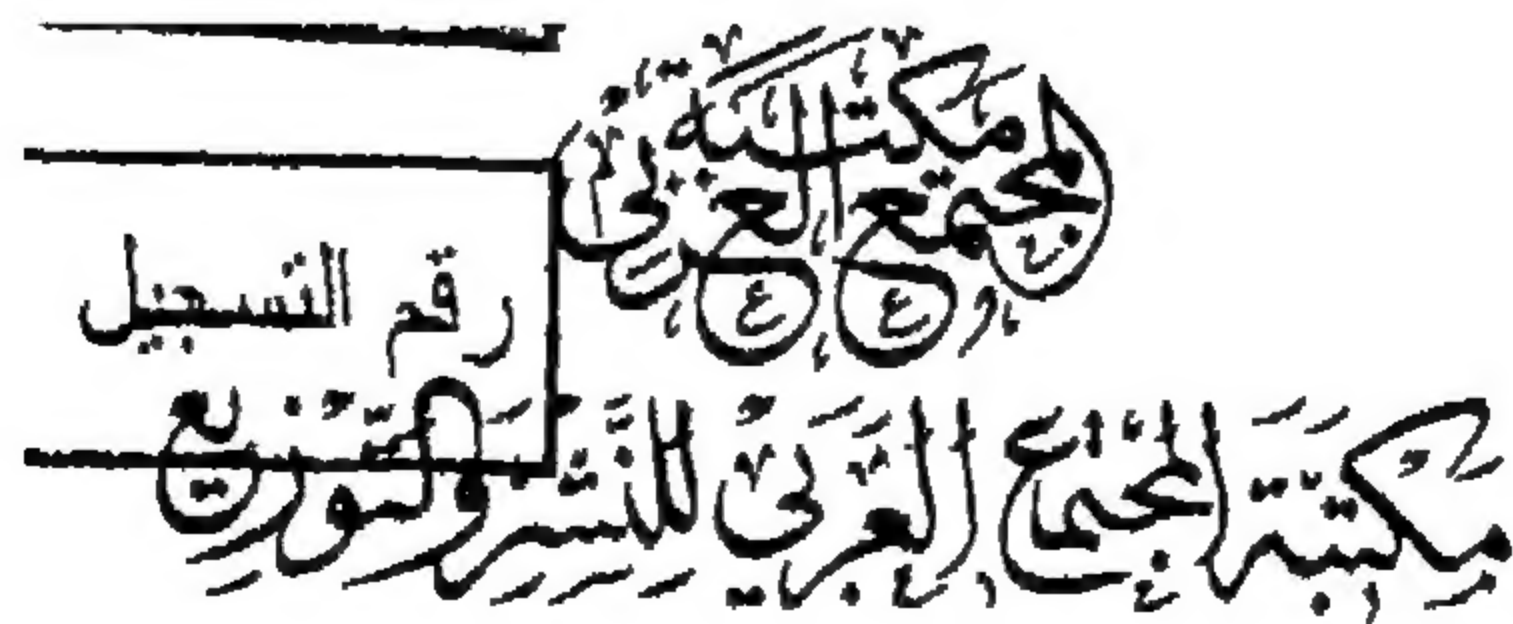 مكتبة
المجتمع العربي
رقم التسجيل
مكتبة المجتمع العربي للنشر والتوزيع